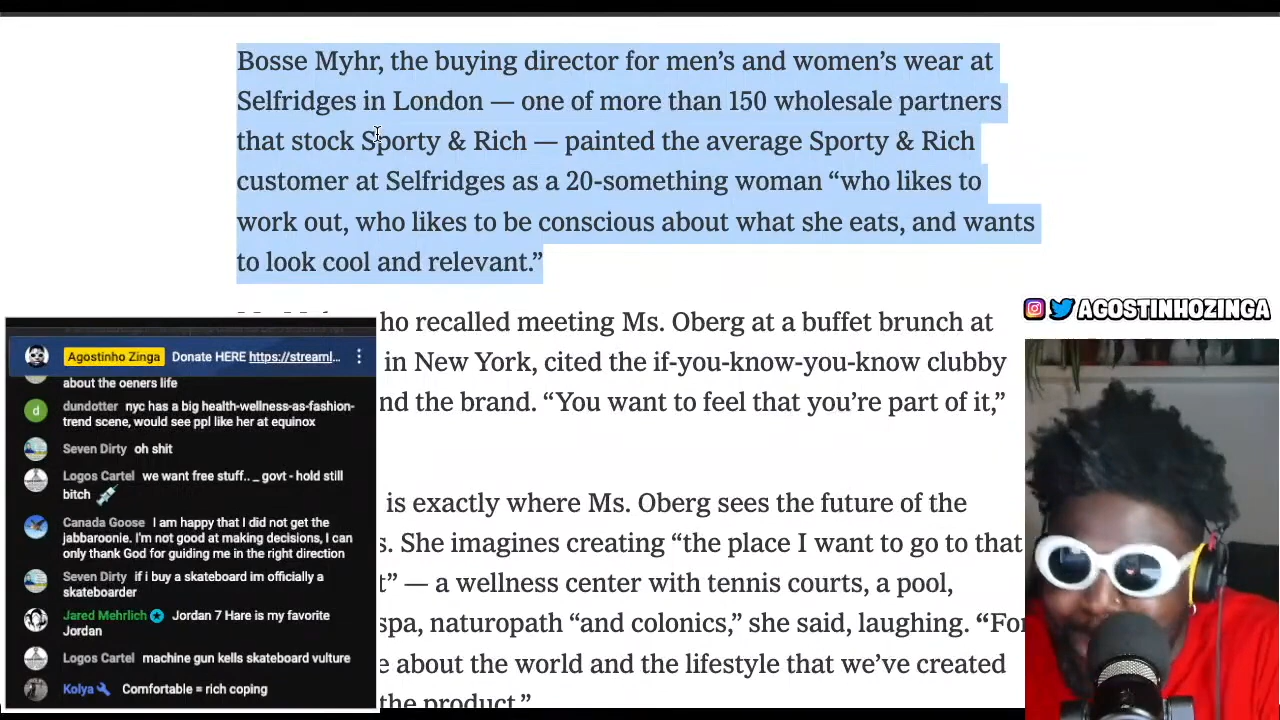 Bosse Myhr, the buying director for men’s and women’s wear at
Selfridges in London — one of more than 150 wholesale partners
that stock Sporty & Rich — painted the average Sporty & Rich
customer at Selfridges as a 20-something woman “who likes to
work out, who likes to be conscious about what she eats, and wants
to look cool and relevant.”
ho recalled meeting Ms. Oberg at a buffet brunch at
in New York, cited the if-you-know-you-know clubby
nd the brand. “You want to feel that you’re part of it,”
is exactly where Ms. Oberg sees the future of the
s. She imagines creating “the place I want to go to that
t” — a wellness center with tennis courts, a pool,
spa, naturopath “and colonics,” she said, laughing. “For
e about the world and the lifestyle that we’ve created
the product.”
AGOSTINHOZINGA
Agostinho Zinga Donate HERE https://streaml...
about the oeners life
d
dundotter nyc has a big health-wellness-as-fashion-
trend scene, would see ppl like her at equinox
Seven Dirty oh shit
Logos Cartel we want free stuff.. _ govt - hold still
bitch
Canada Goose I am happy that I did not get the
jabbaroonie. I'm not good at making decisions, I can
only thank God for guiding me in the right direction
Seven Dirty if i buy a skateboard im officially a
skateboarder
Jared Mehrlich Jordan 7 Hare is my favorite
Jordan
Logos Cartel machine gun kells skateboard vulture
Kolya Comfortable = rich coping